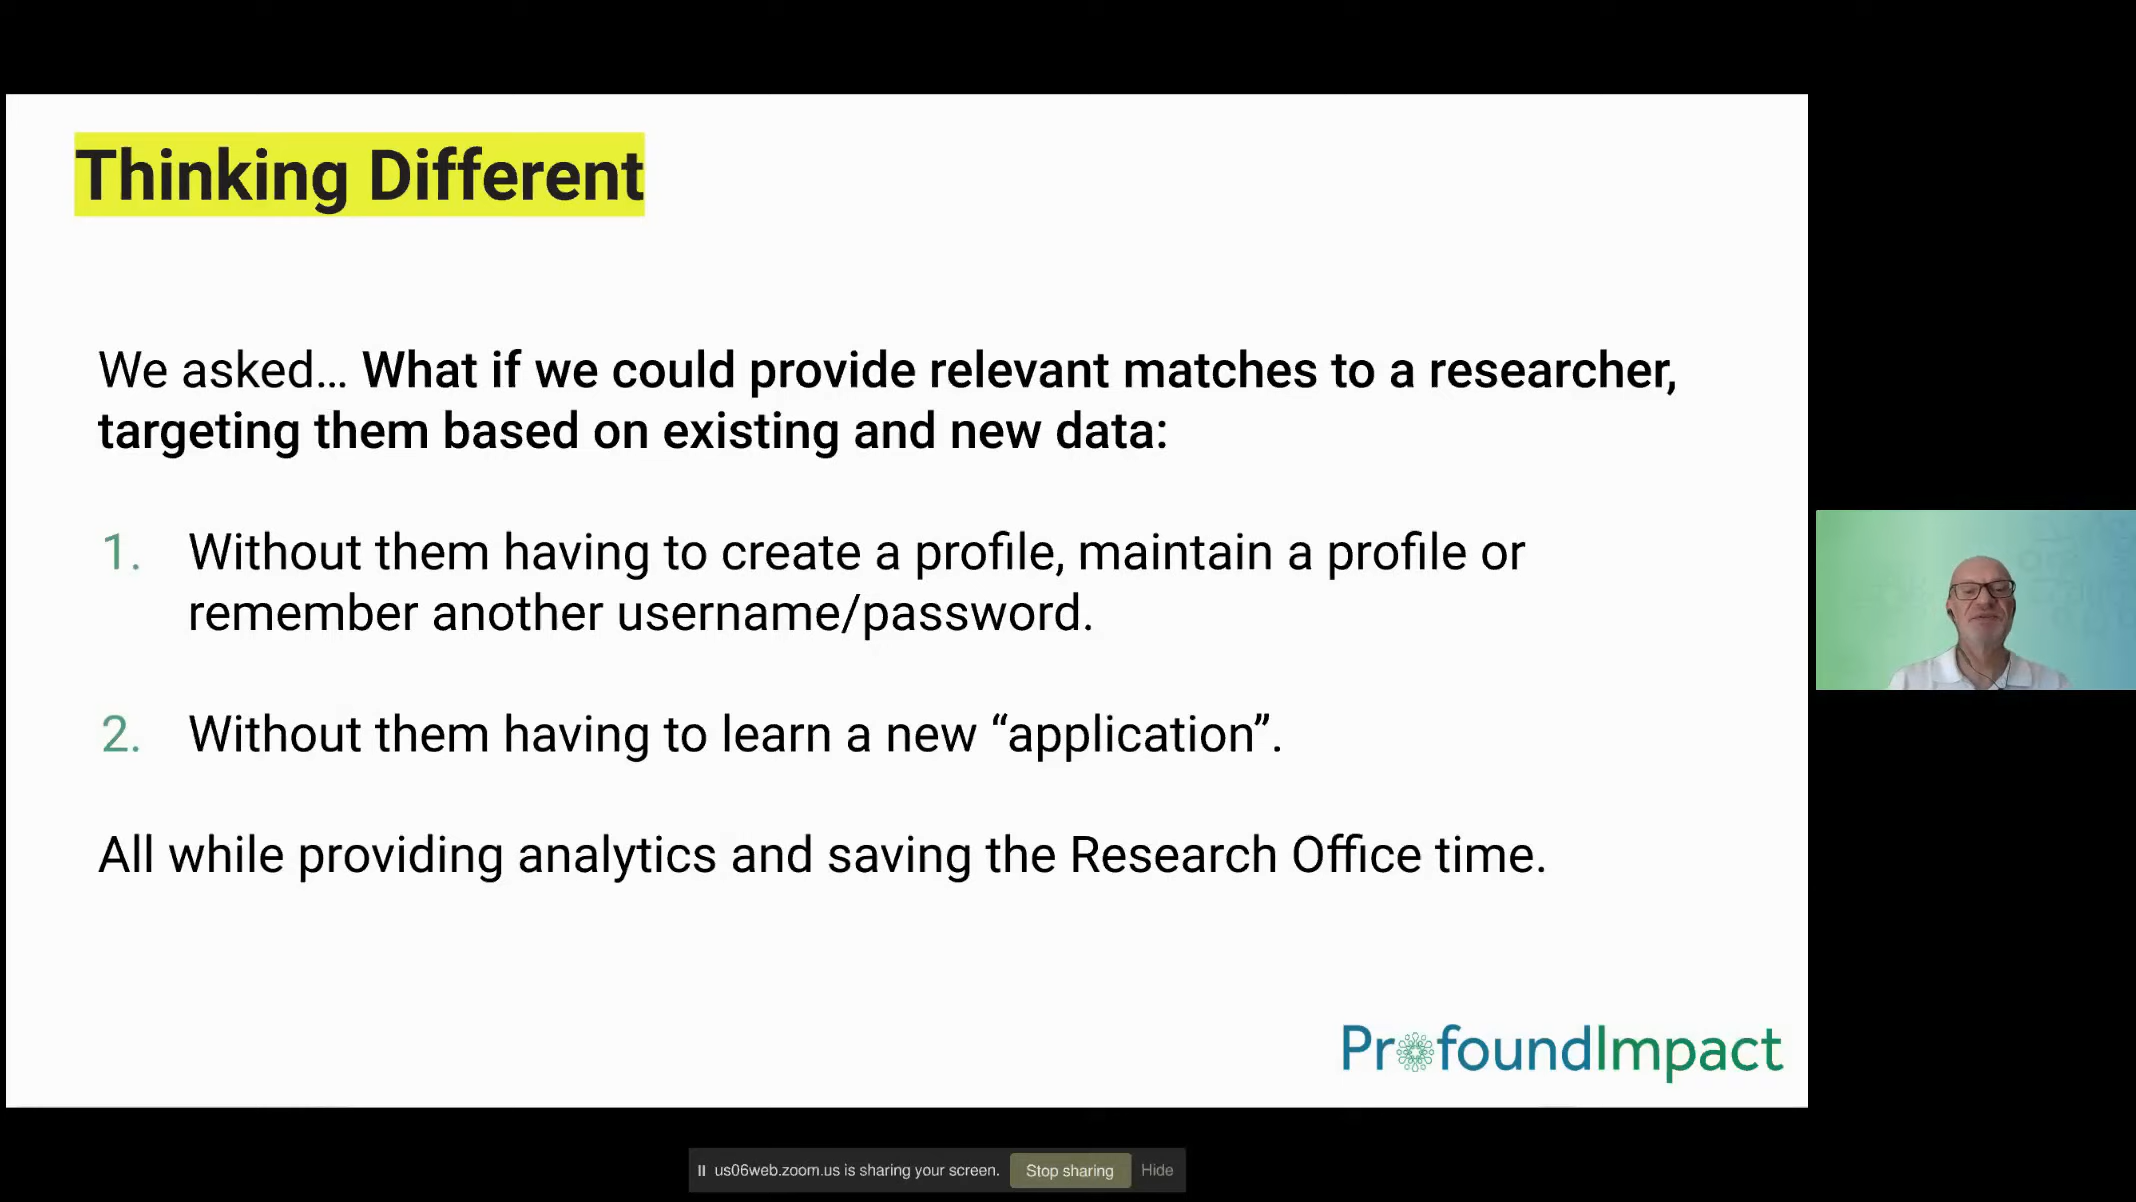 Thinking Different
We asked… What if we could provide relevant matches to a researcher,
targeting them based on existing and new data:
1. Without them having to create a profile, maintain a profile or
remember another username/password.
2. Without them having to learn a new “application”.
All while providing analytics and saving the Research Office time.
ProfoundImpact
us06web.zoom.us is sharing your screen. Stop sharing Hide